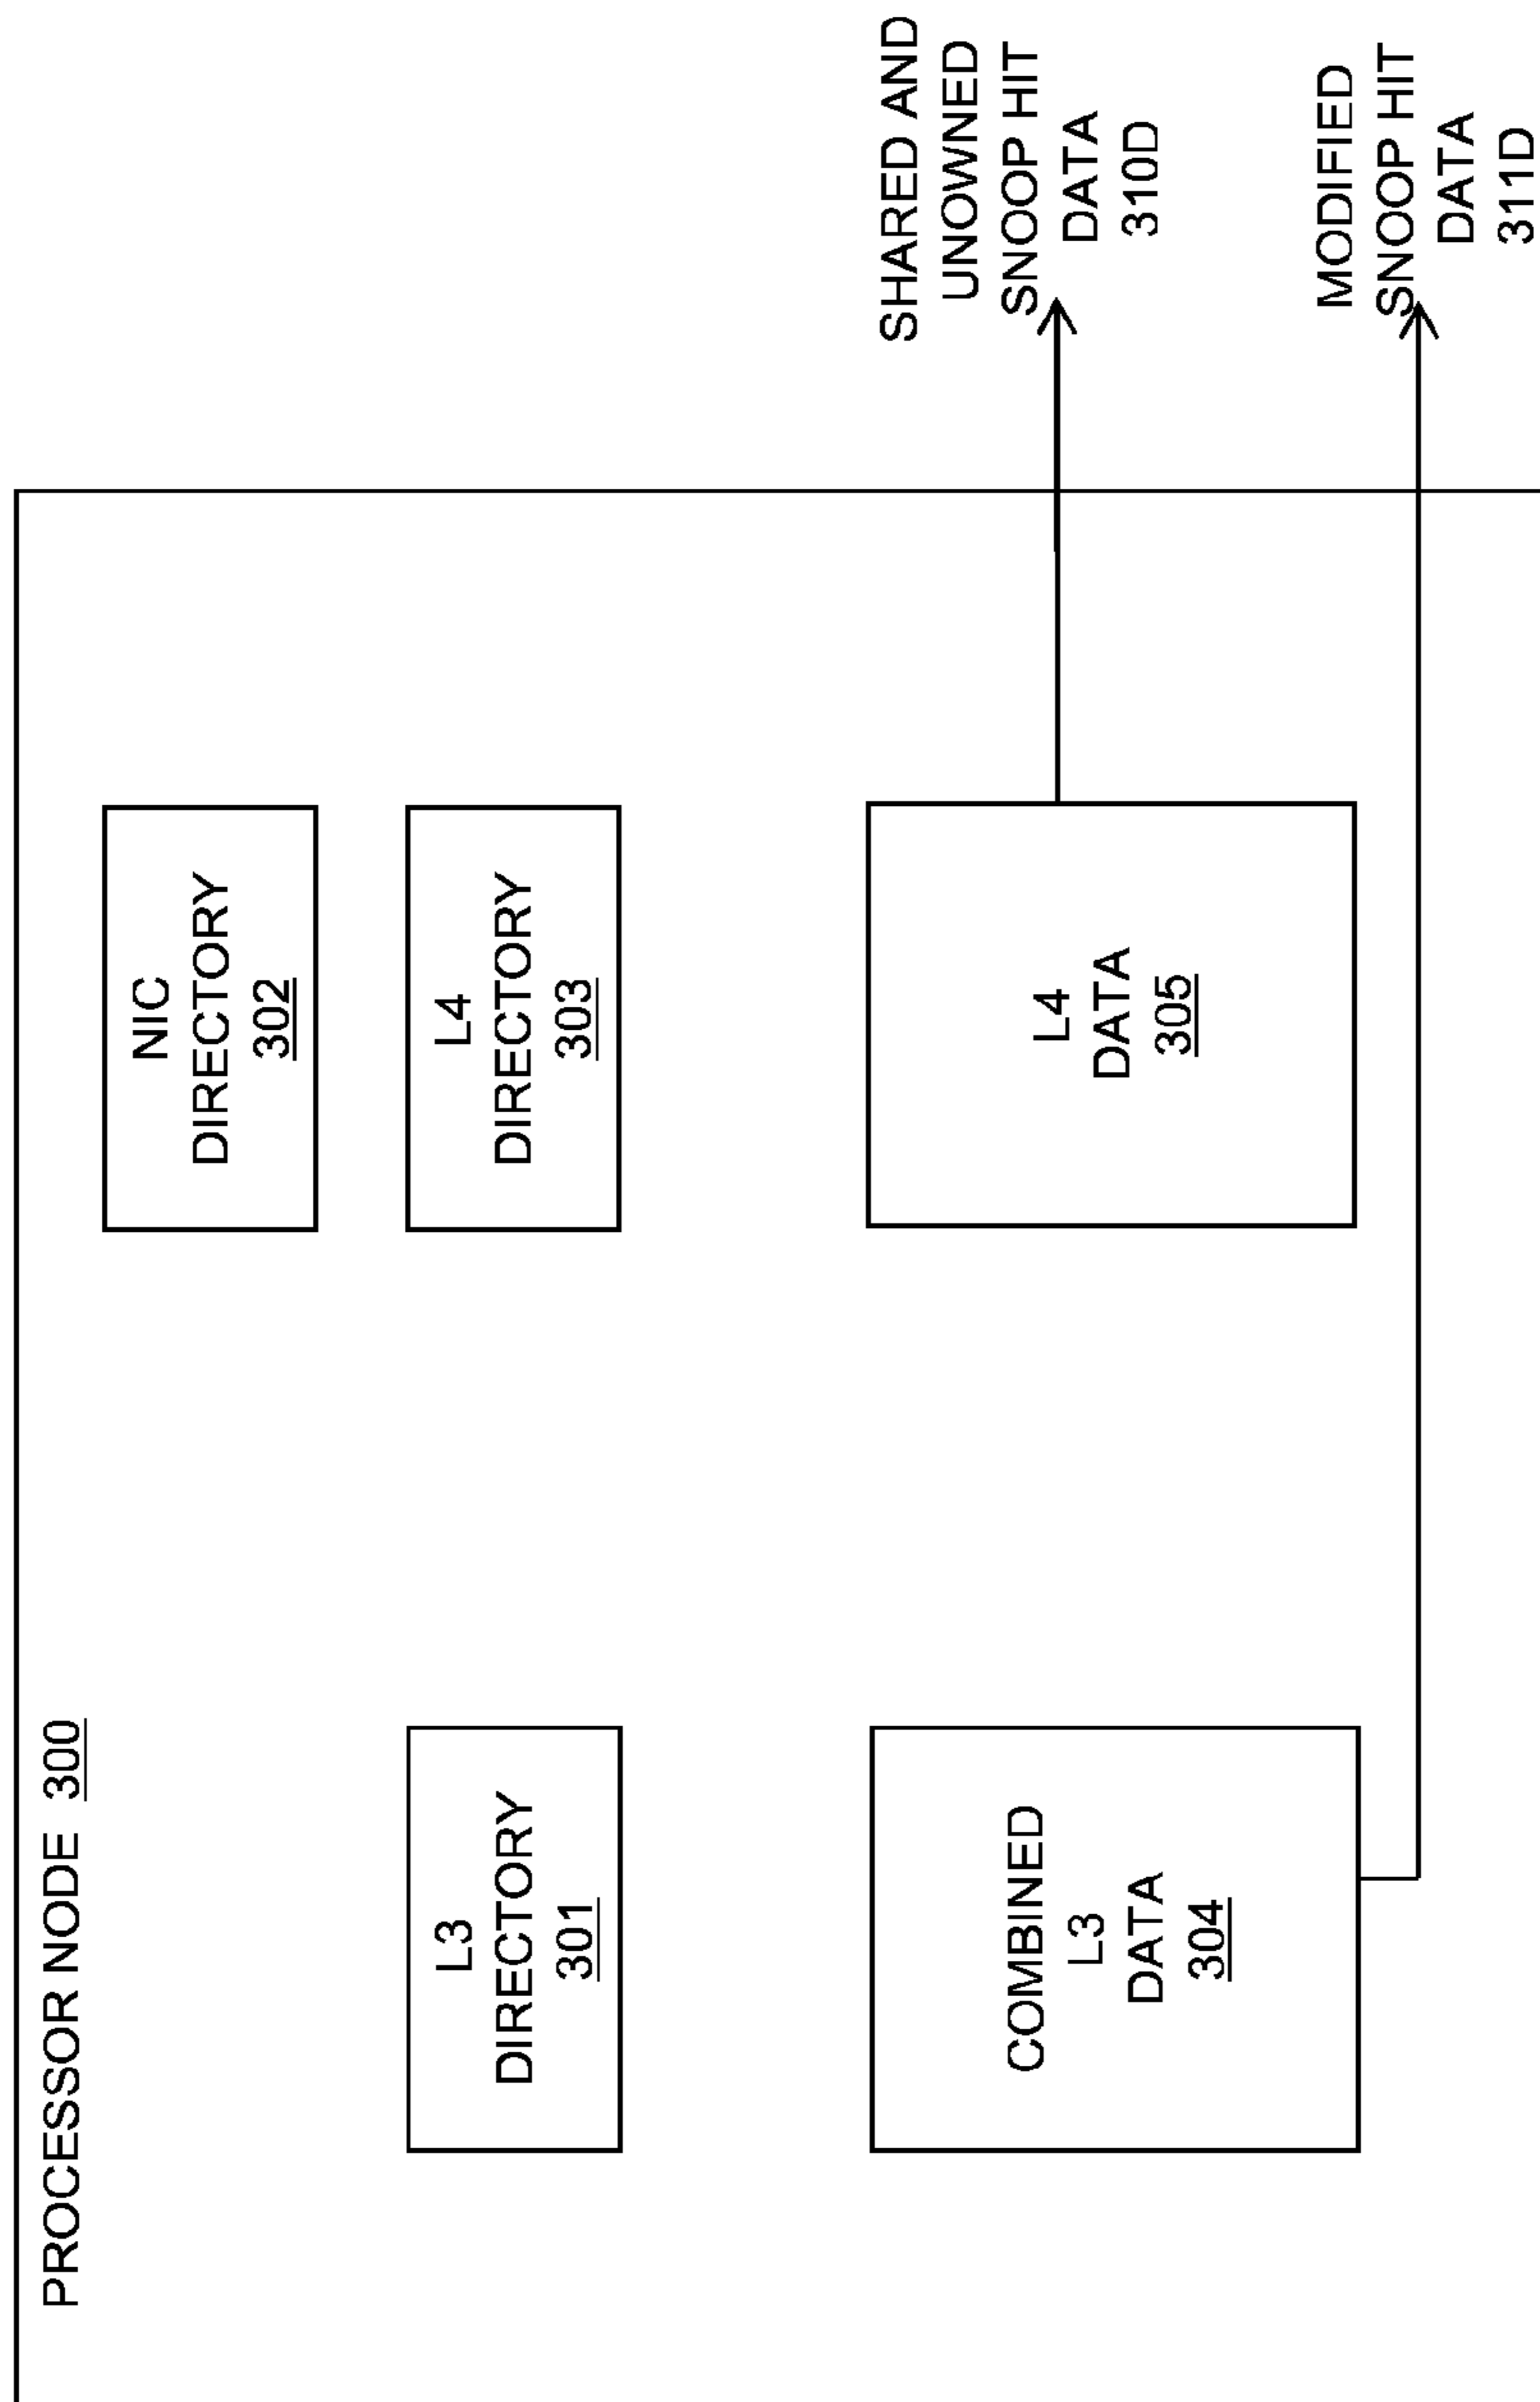 PROCESSOR NODE 300
NIC
DIRECTORY
302
L3
DIRECTORY
301
L4
DIRECTORY
303
COMBINED
L3
DATA
304
L4
DATA
305
SHARED AND
UNOWNED
SNOOP HIT
DATA
310D
MODIFIED
SNOOP HIT
DATA
311D